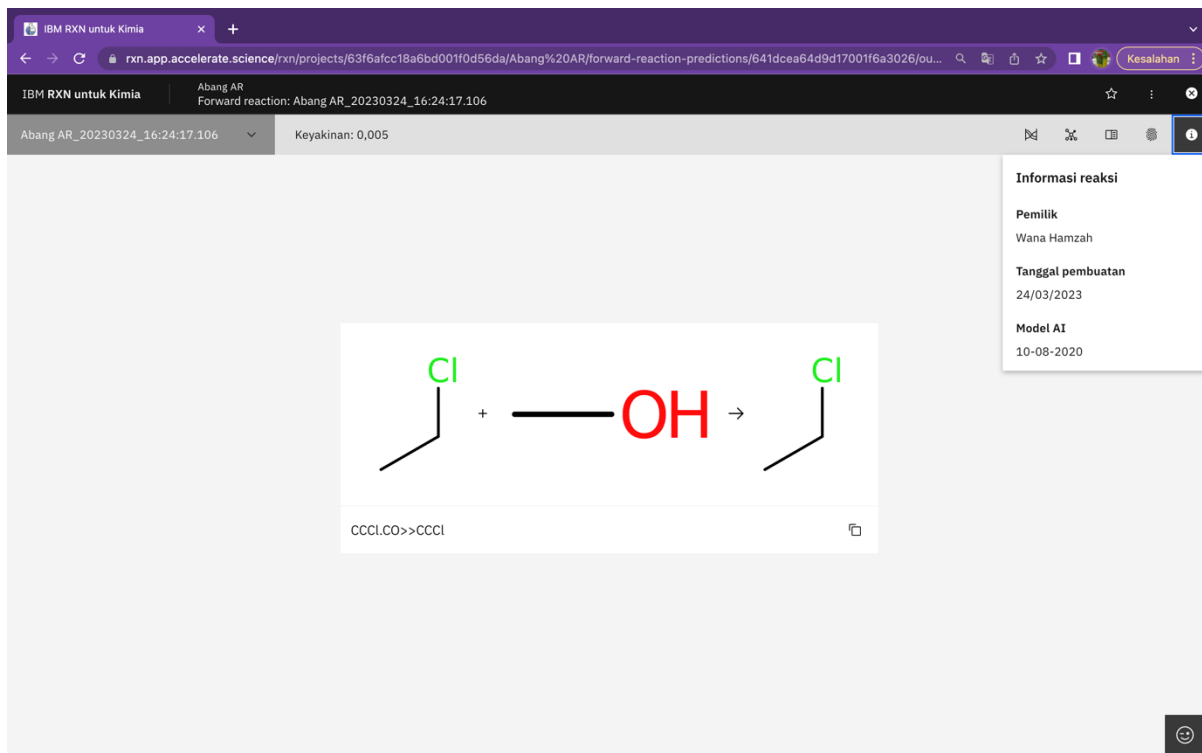 IBM RXN untuk Kimia
rxn.app.accelerate.science/rxn/projects/63f6afcc18a6bd001f0d56da/Abang%20AR/forward-reaction-predictions/641dcea64d9d17001f6a3026/ou...
Kesalahan
IBM RXN untuk Kimia
Abang AR
Forward reaction: Abang AR_20230324_16:24:17.106
Abang AR_20230324_16:24:17.106
Keyakinan: 0,005
Informasi reaksi
Pemilik
Wana Hamzah
Tanggal pembuatan
24/03/2023
Model AI
10-08-2020
Cl + OH → Cl
CCCl.CO>>CCCl